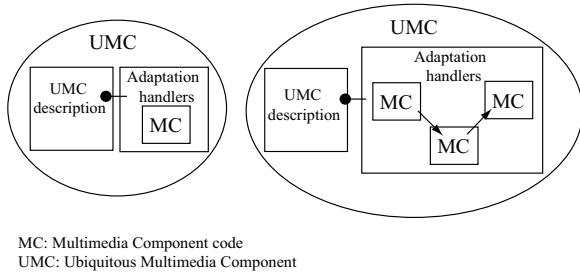 UMC
UMC
description
Adaptation
handlers
MC
UMC
UMC
description
Adaptation
handlers
MC
MC
MC
MC: Multimedia Component code
UMC: Ubiquitous Multimedia Component